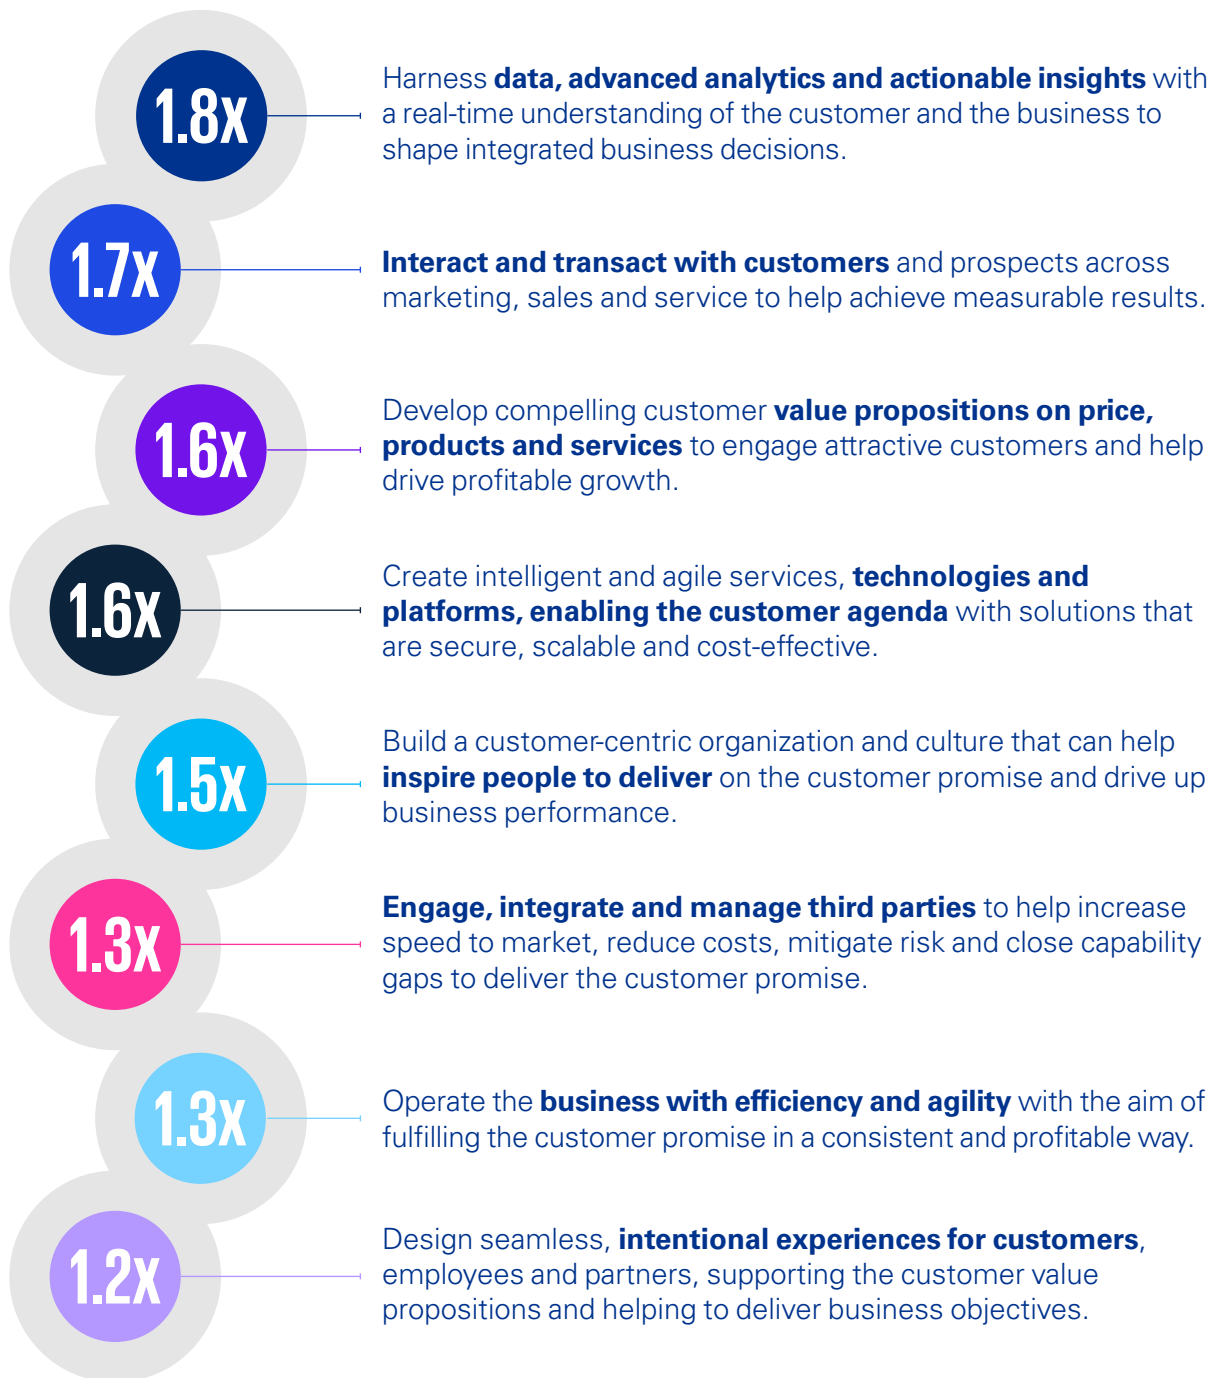 1.8x
Harness data, advanced analytics and actionable insights with
a real-time understanding of the customer and the business to
shape integrated business decisions.
1.7x
Interact and transact with customers and prospects across
marketing, sales and service to help achieve measurable results.
1.6x
Develop compelling customer value propositions on price,
products and services to engage attractive customers and help
drive profitable growth.
1.6x
Create intelligent and agile services, technologies and
platforms, enabling the customer agenda with solutions that
are secure, scalable and cost-effective.
1.5x
Build a customer-centric organization and culture that can help
inspire people to deliver on the customer promise and drive up
business performance.
1.3x
Engage, integrate and manage third parties to help increase
speed to market, reduce costs, mitigate risk and close capability
gaps to deliver the customer promise.
1.3x
Operate the business with efficiency and agility with the aim of
fulfilling the customer promise in a consistent and profitable way.
1.2x
Design seamless, intentional experiences for customers,
employees and partners, supporting the customer value
propositions and helping to deliver business objectives.